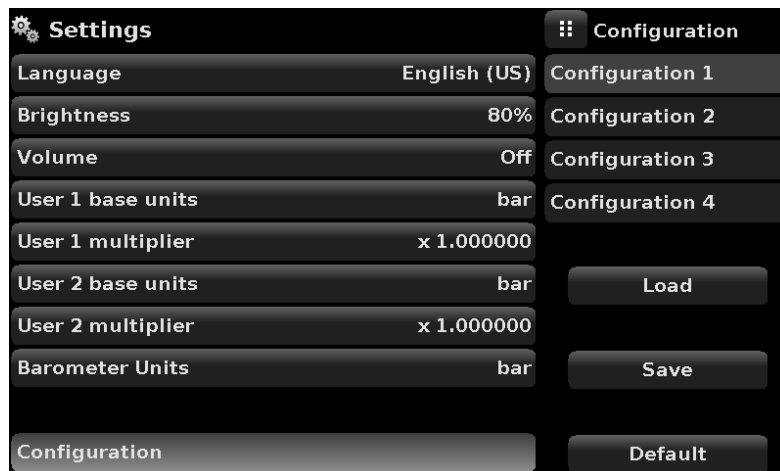 Settings
Language English (US)
Brightness 80%
Volume Off
User 1 base units bar
User 1 multiplier x 1.000000
User 2 base units bar
User 2 multiplier x 1.000000
Barometer Units bar
Configuration
Configuration
Configuration 1
Configuration 2
Configuration 3
Configuration 4
Load
Save
Default